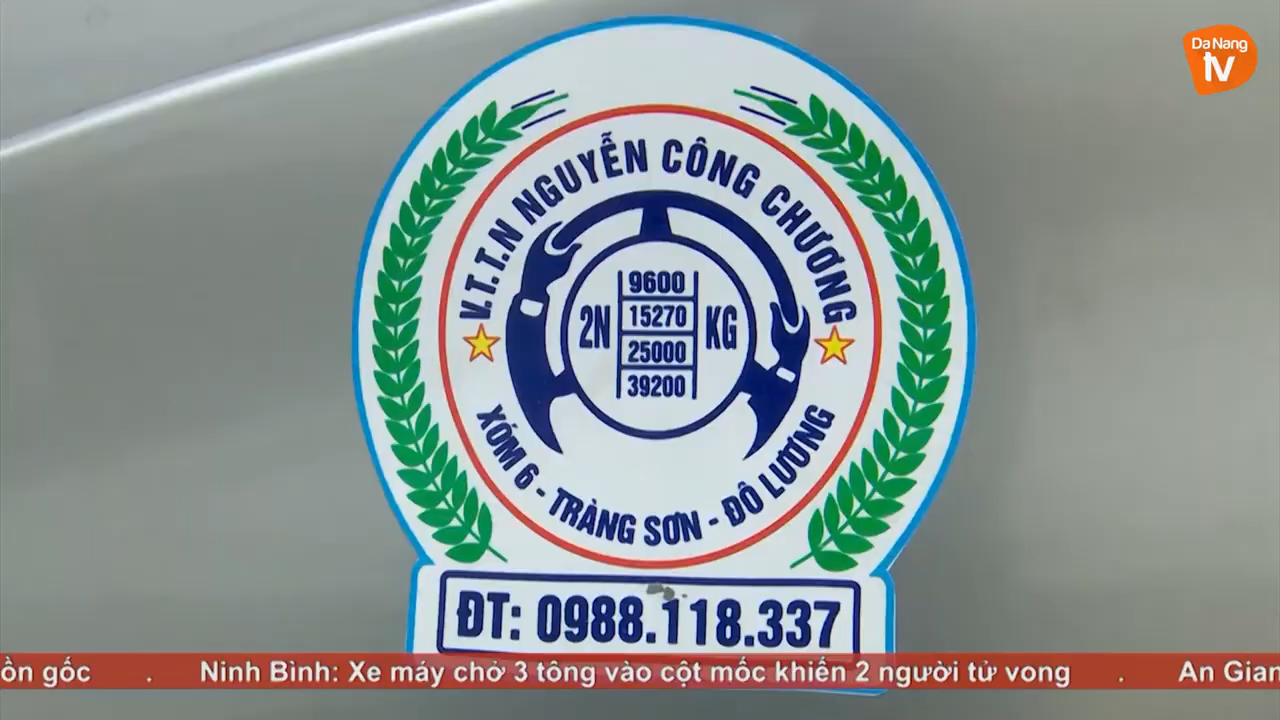 Da Nang
tv
V.T.T.N NGUYỄN CÔNG CHƯƠNG
9600
2N 15270 KG
25000
39200
XÓM 6 - TRÀNG SƠN - ĐÔ LƯƠNG
ĐT: 0988.118.337
ồn gốc . Ninh Bình: Xe máy chở 3 tông vào cột mốc khiến 2 người tử vong . An Gian